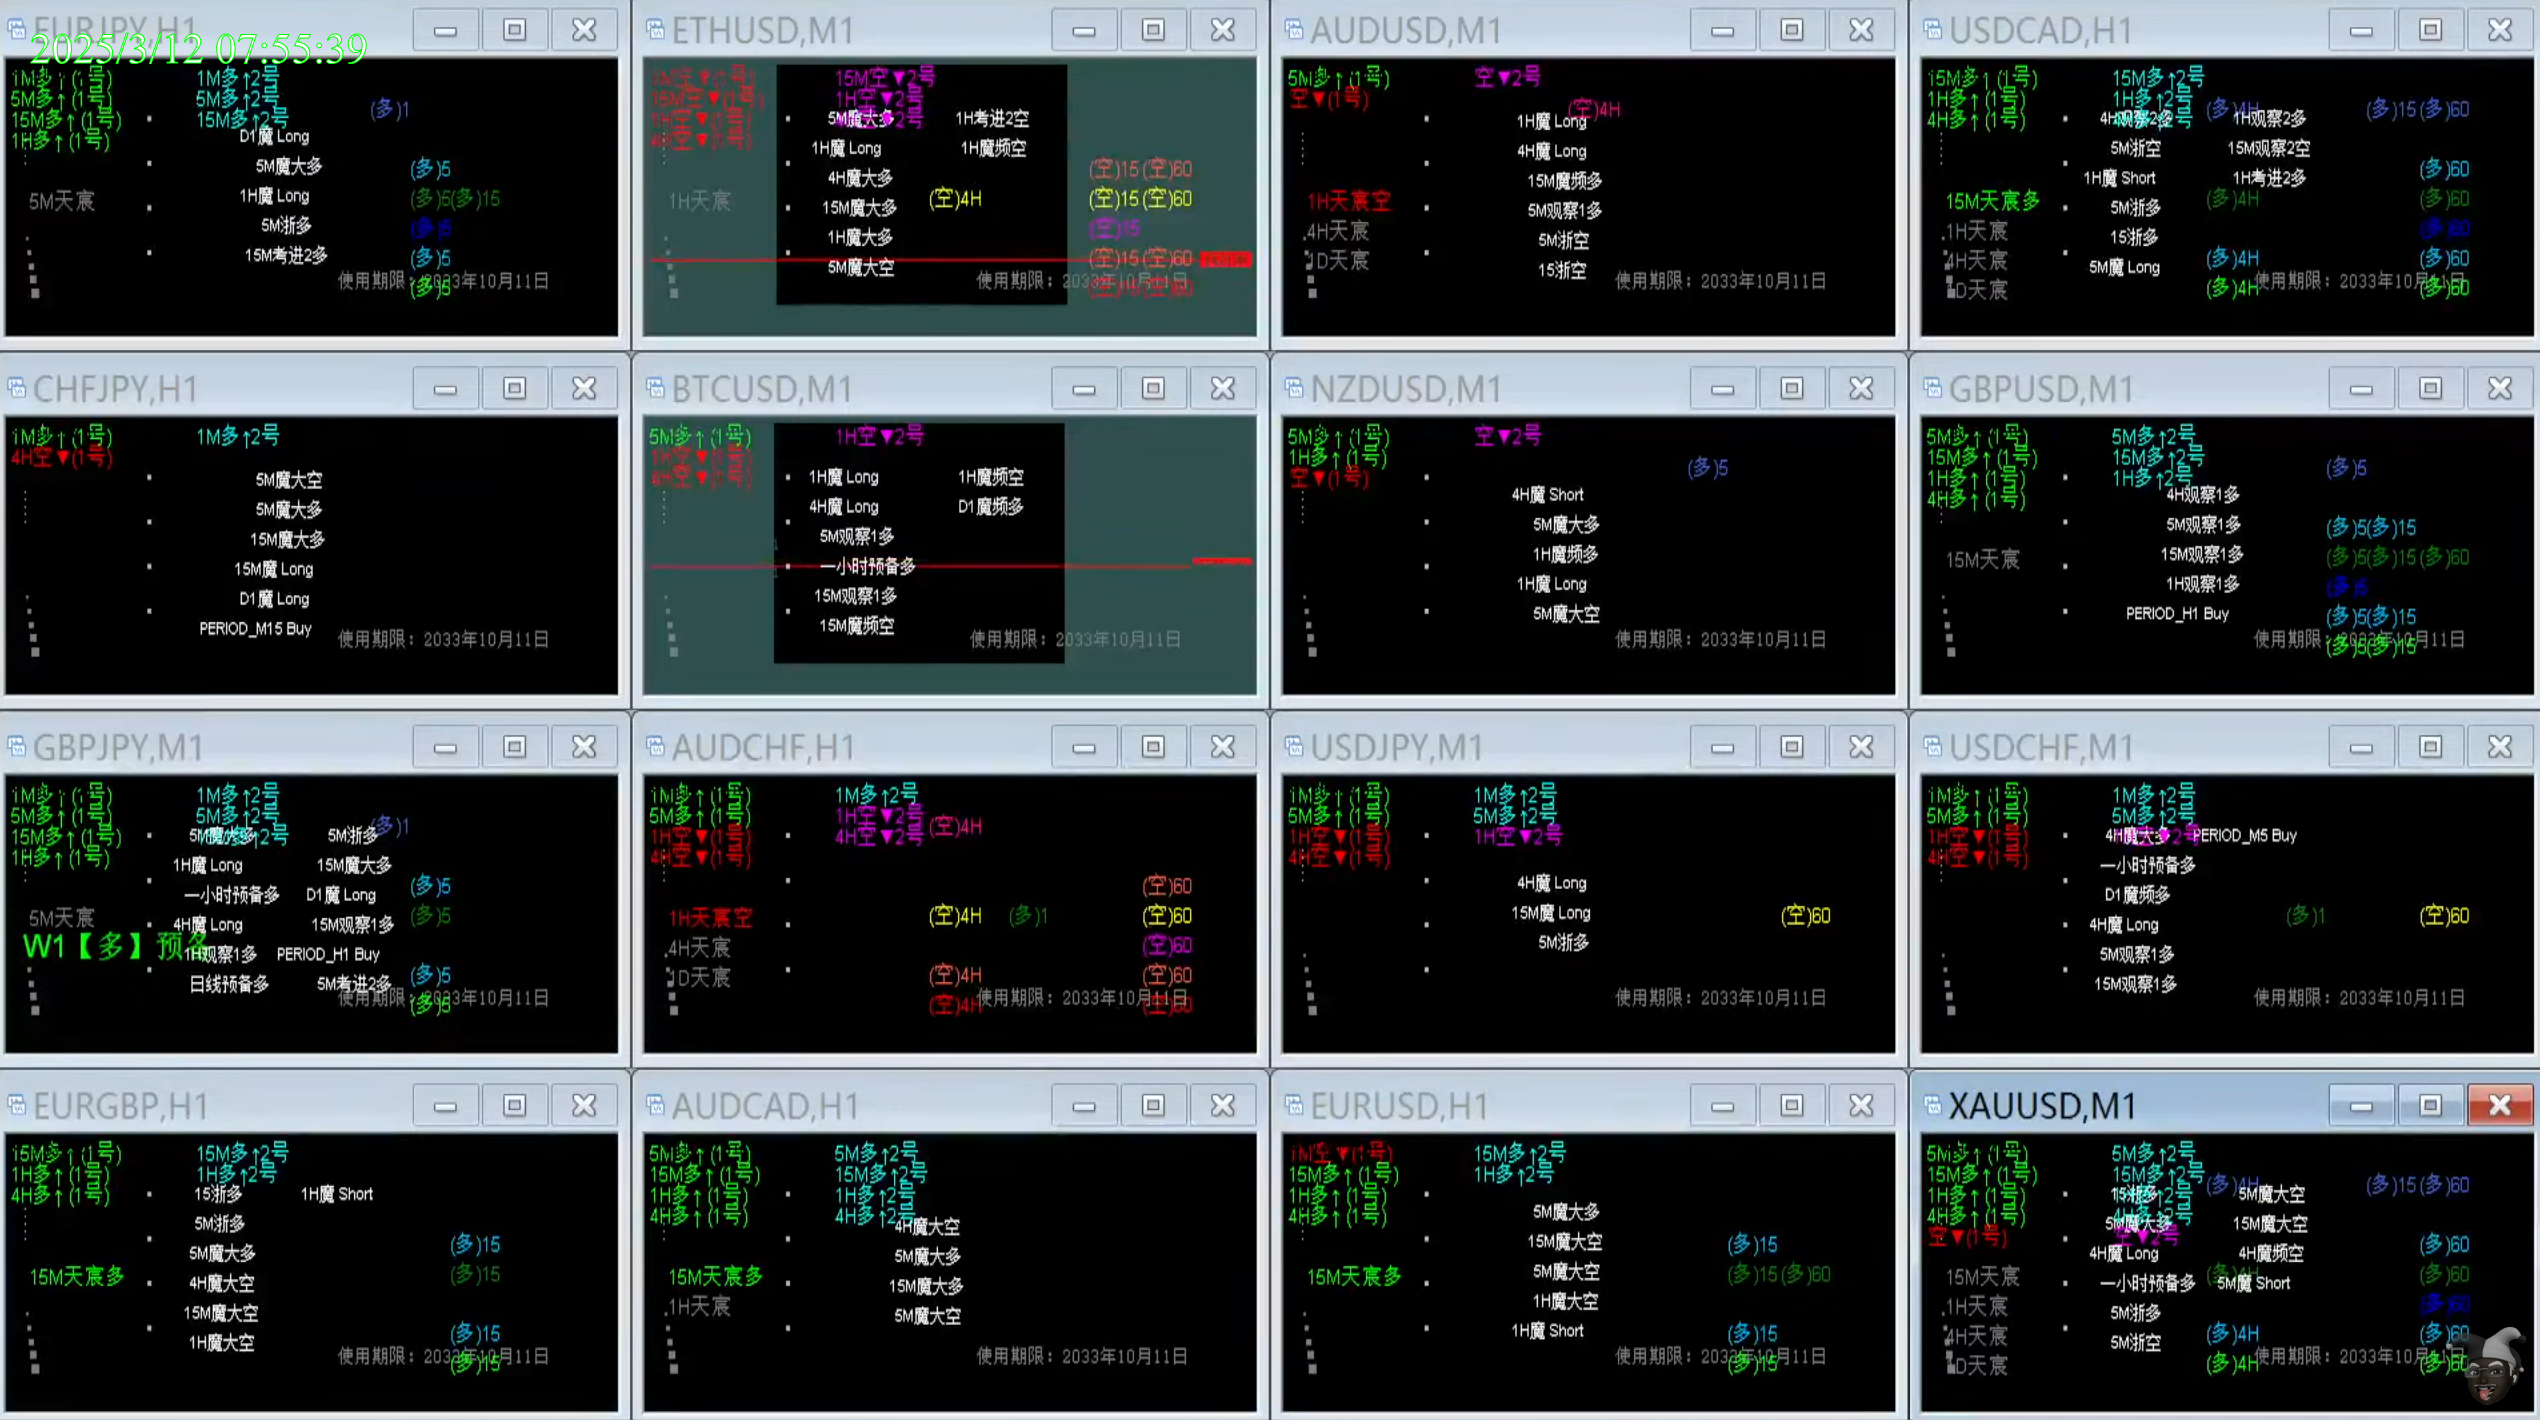 2025/3/12 07:55:39
EURJPY,H1
1M多↑(1号) 1M多↑2号
5M多↑(1号) 5M多↑2号 (多)1
15M多↑(1号) 15M多↑2号
1H多↑(1号) D1魔 Long
5M魔大多 (多)5
5M天宸 1H魔 Long (多)5(多)15
5M浙多 (多)5
15M考进2多 (多)5
使用期限：2033年10月11日
(多)5
ETHUSD,M1
1M空▼(1号) 15M空▼2号
15M空▼(1号) 1H空▼2号
1H空▼(1号) 5M魔大多 1H考进2空
4H空▼(1号) 1H魔 Long 1H魔频空
4H魔大多 (空)15(空)60
1H天宸 15M魔大多 (空)4H (空)15(空)60
1H魔大多 (空)15
5M魔大空 (空)15(空)60
使用期限：2033年10月11日
AUDUSD,M1
5M多↑(1号) 空▼2号
空▼(1号) (空)4H
1H魔 Long
4H魔 Long
15M魔频多
1H天宸空 5M观察1多
4H天宸 5M浙空
1D天宸 15浙空
使用期限：2033年10月11日
USDCAD,H1
15M多↑(1号) 15M多↑2号
1H多↑(1号) 1H多↑2号 (多)4H (多)15(多)60
4H多↑(1号) 4H观察2多 1H观察2多
5M浙空 15M观察2空 (多)60
1H魔 Short 1H考进2多
15M天宸多 5M浙多 (多)4H (多)60
1H天宸 15浙多 (多)60
4H天宸 5M魔 Long (多)4H (多)60
1D天宸 (多)4H 使用期限：2033年10月11日 (多)60
CHFJPY,H1
1M多↑(1号) 1M多↑2号
4H空▼(1号)
5M魔大空
5M魔大多
15M魔大多
15M魔 Long
D1魔 Long
PERIOD_M15 Buy
使用期限：2033年10月11日
BTCUSD,M1
5M多↑(1号) 1H空▼2号
1H空▼(1号)
4H空▼(1号) 1H魔 Long 1H魔频空
4H魔 Long D1魔频多
5M观察1多
一小时预备多
15M观察1多
15M魔频空
使用期限：2033年10月11日
NZDUSD,M1
5M多↑(1号) 空▼2号
1H多↑(1号) (多)5
空▼(1号)
4H魔 Short
5M魔大多
1H魔频多
1H魔 Long
5M魔大空
使用期限：2033年10月11日
GBPUSD,M1
5M多↑(1号) 5M多↑2号
15M多↑(1号) 15M多↑2号 (多)5
1H多↑(1号) 1H多↑2号
4H多↑(1号) 4H观察1多
5M观察1多 (多)5(多)15
15M天宸 15M观察1多 (多)5(多)15(多)60
1H观察1多 (多)5
PERIOD_H1 Buy (多)5(多)15
使用期限：2033年10月11日
(多)5(多)15
GBPJPY,M1
1M多↑(1号) 1M多↑2号
5M多↑(1号) 5M多↑2号 (多)1
15M多↑(1号) 15M多↑2号 5M魔大多 5M浙多
1H多↑(1号) 1H魔 Long 15M魔大多
一小时预备多 D1魔 Long (多)5
5M天宸 4H魔 Long 15M观察1多 (多)5
W1【多】预备 1H观察1多 PERIOD_H1 Buy
日线预备多 5M考进2多 (多)5
使用期限：2033年10月11日
(多)5
AUDCHF,H1
1M多↑(1号) 1M多↑2号
5M多↑(1号) 1H空▼2号
1H空▼(1号) 4H空▼2号 (空)4H
4H空▼(1号)
(空)60
1H天宸空 (空)4H (多)1 (空)60
4H天宸 (空)60
1D天宸 (空)4H (空)60
(空)4H 使用期限：2033年10月11日 (空)60
USDJPY,M1
1M多↑(1号) 1M多↑2号
5M多↑(1号) 5M多↑2号
1H空▼(1号) 1H空▼2号
4H空▼(1号)
4H魔 Long
15M魔 Long (空)60
5M浙多
使用期限：2033年10月11日
USDCHF,M1
1M多↑(1号) 1M多↑2号
5M多↑(1号) 5M多↑2号
1H空▼(1号) 4H魔大多 PERIOD_M5 Buy
4H空▼(1号) 一小时预备多
D1魔频多
4H魔 Long (多)1 (空)60
5M观察1多
15M观察1多
使用期限：2033年10月11日
EURGBP,H1
15M多↑(1号) 15M多↑2号
1H多↑(1号) 1H多↑2号
4H多↑(1号) 15浙多 1H魔 Short
5M浙多 (多)15
5M魔大多
15M天宸多 4H魔大空 (多)15
15M魔大空
1H魔大空 (多)15
使用期限：2033年10月11日
(多)15
AUDCAD,H1
5M多↑(1号) 5M多↑2号
15M多↑(1号) 15M多↑2号
1H多↑(1号) 1H多↑2号
4H多↑(1号) 4H多↑2号
4H魔大空
5M魔大多
15M天宸多 15M魔大多
1H天宸 5M魔大空
使用期限：2033年10月11日
EURUSD,H1
1M空▼(1号) 15M多↑2号
15M多↑(1号) 1H多↑2号
1H多↑(1号)
4H多↑(1号) 5M魔大多
15M魔大空 (多)15
15M天宸多 5M魔大空 (多)15(多)60
1H魔大空
1H魔 Short (多)15
使用期限：2033年10月11日
(多)15
XAUUSD,M1
5M多↑(1号) 5M多↑2号
15M多↑(1号) 15M多↑2号 (多)4H (多)15(多)60
1H多↑(1号) 1H多↑2号 15浙多 5M魔大空
4H多↑(1号) 4H多↑2号 5M魔大多 15M魔大空
空▼(1号) 空▼2号 (多)60
4H魔 Long 4H魔频空
15M天宸 一小时预备多 5M魔 Short (多)4H (多)60
1H天宸 5M浙多 (多)60
4H天宸 5M浙空 (多)4H (多)60
1D天宸 (多)4H 使用期限：2033年10月11日 (多)60